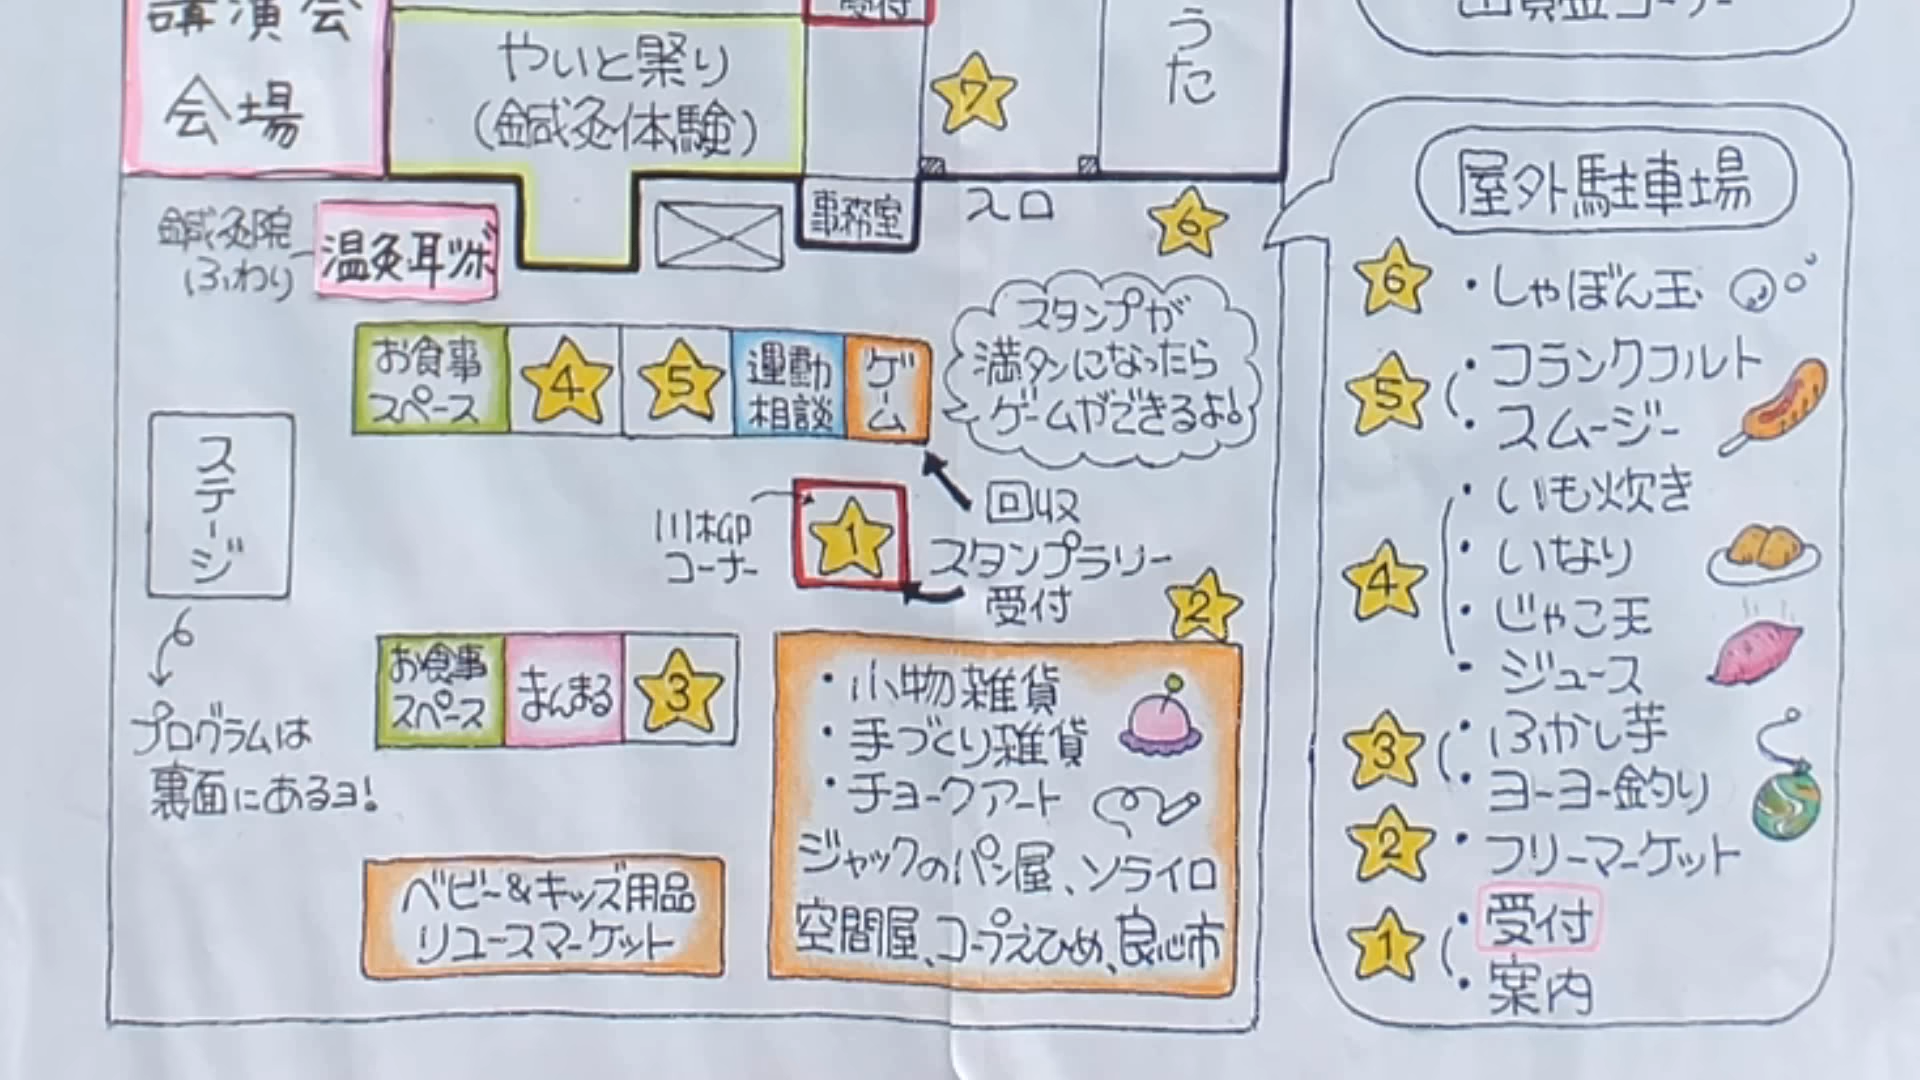 講演会
会場
やいと祭り
(鍼灸体験)
受付
7
うた
鍼灸院
ふわり
温灸耳ツボ
事務室
入口
6
お食事
スペース
4
5
運動
相談
ゲーム
スタンプが
満タンになったら
ゲームができるよ。
ステージ
コーナー
1
回収
スタンプラリー
受付
2
プログラムは
裏面にあるヨ!
お食事
スペース
まんまる
3
・小物雑貨
・手づくり雑貨
・チョークアート
ジャックのパン屋、ソライロ
空間屋、コープえひめ、良心市
ベビー&キッズ用品
リユースマーケット
屋外駐車場
6 ・しゃぼん玉
5 ・フランクフルト
・スムージー
4 ・いも炊き
・いなり
・じゃこ天
・ジュース
3 ・ふかし芋
・ヨーヨー釣り
2 ・フリーマーケット
1 ・受付
・案内